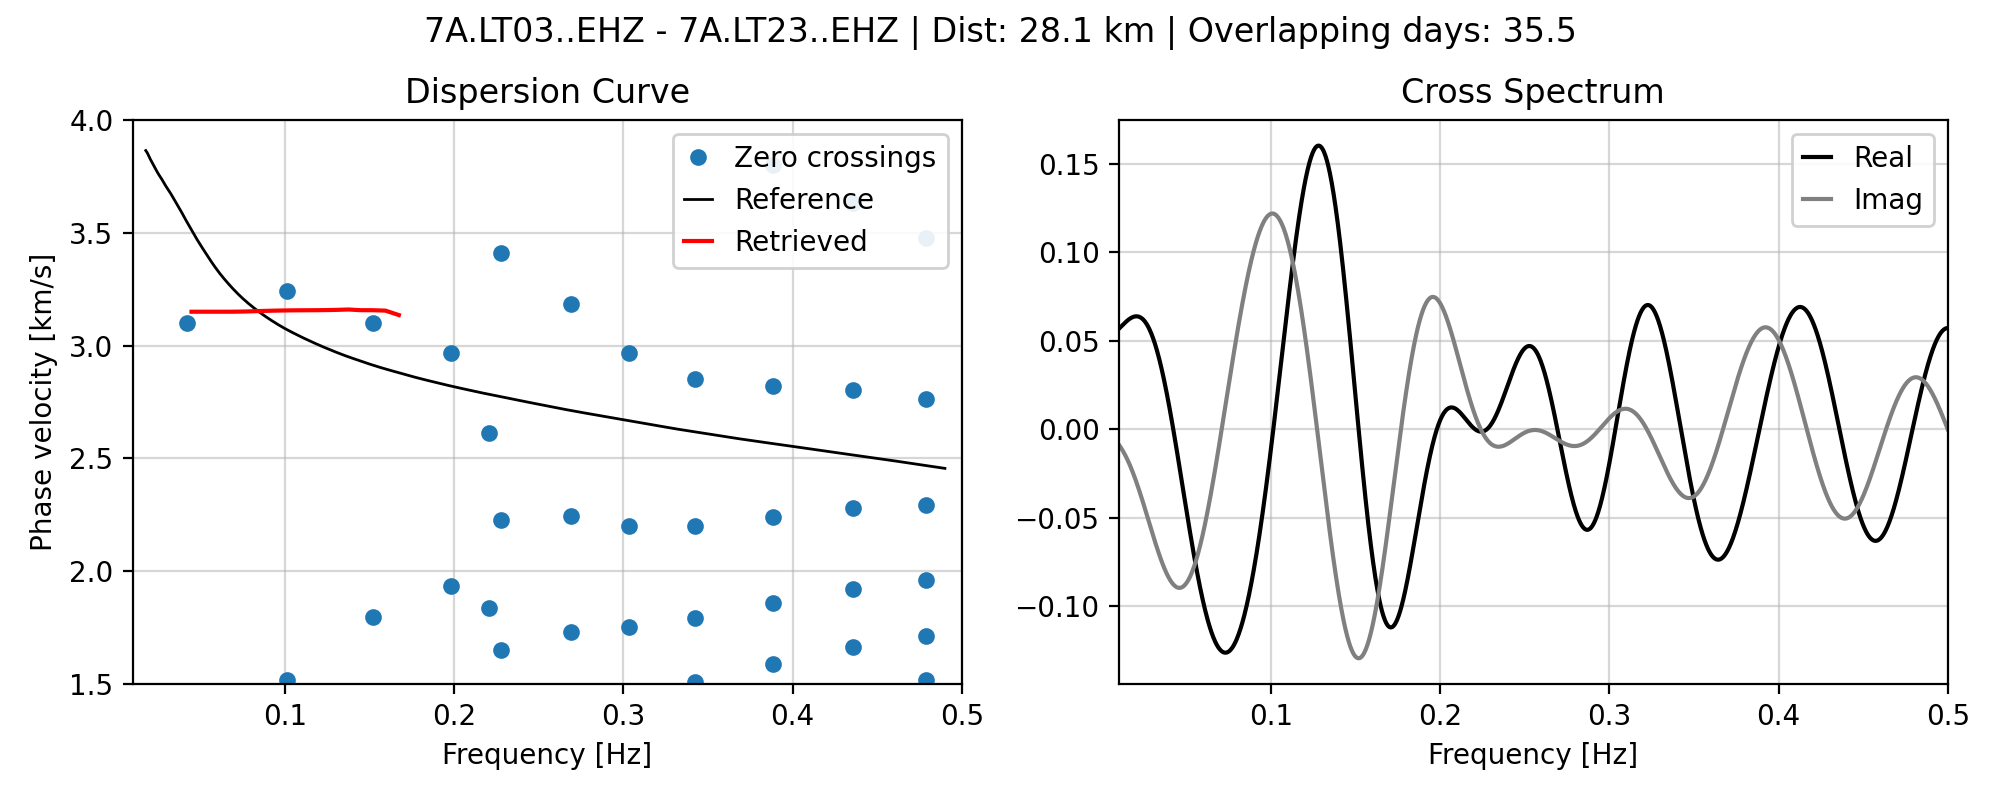 7A.LT03..EHZ - 7A.LT23..EHZ | Dist: 28.1 km | Overlapping days: 35.5
Dispersion Curve
4.0
3.5
3.0
2.5
2.0
1.5
Phase velocity [km/s]
Zero crossings
Reference
Retrieved
0.1
0.2
0.3
0.4
0.5
Frequency [Hz]
Cross Spectrum
0.15
0.10
0.05
0.00
−0.05
−0.10
Real
Imag
0.1
0.2
0.3
0.4
0.5
Frequency [Hz]